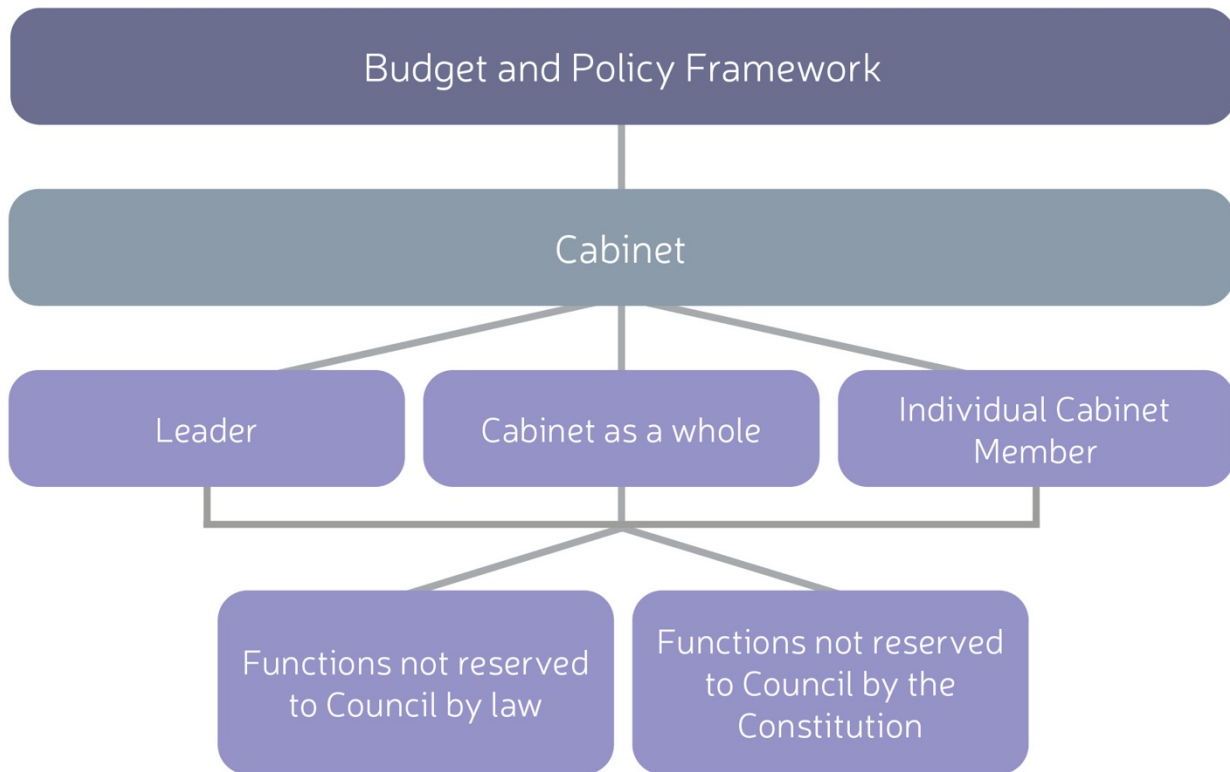 Budget and Policy Framework
Cabinet
Leader
Cabinet as a whole
Individual Cabinet
Member
Functions not reserved
to Council by law
Functions not reserved
to Council by the
Constitution